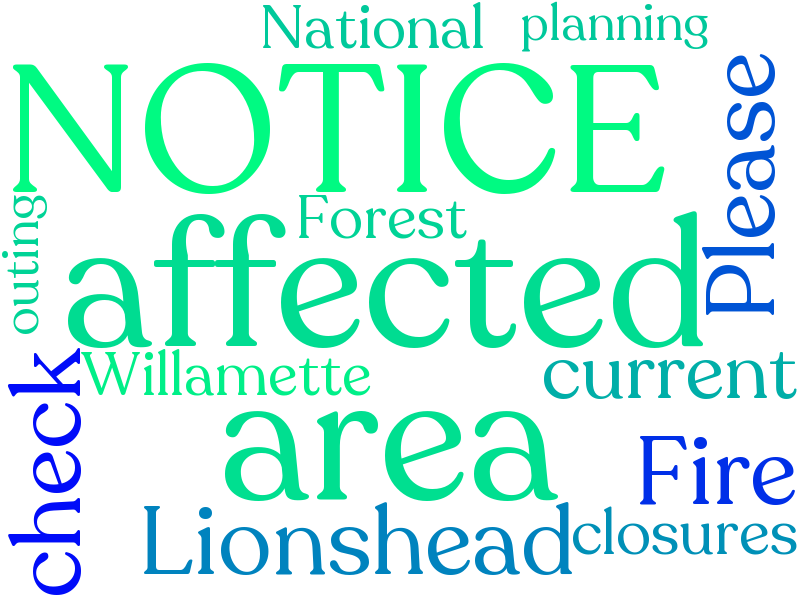 National
planning
NOTICE
Please
outing
Forest
affected
Willamette
current
check
area
Fire
Lionshead
closures